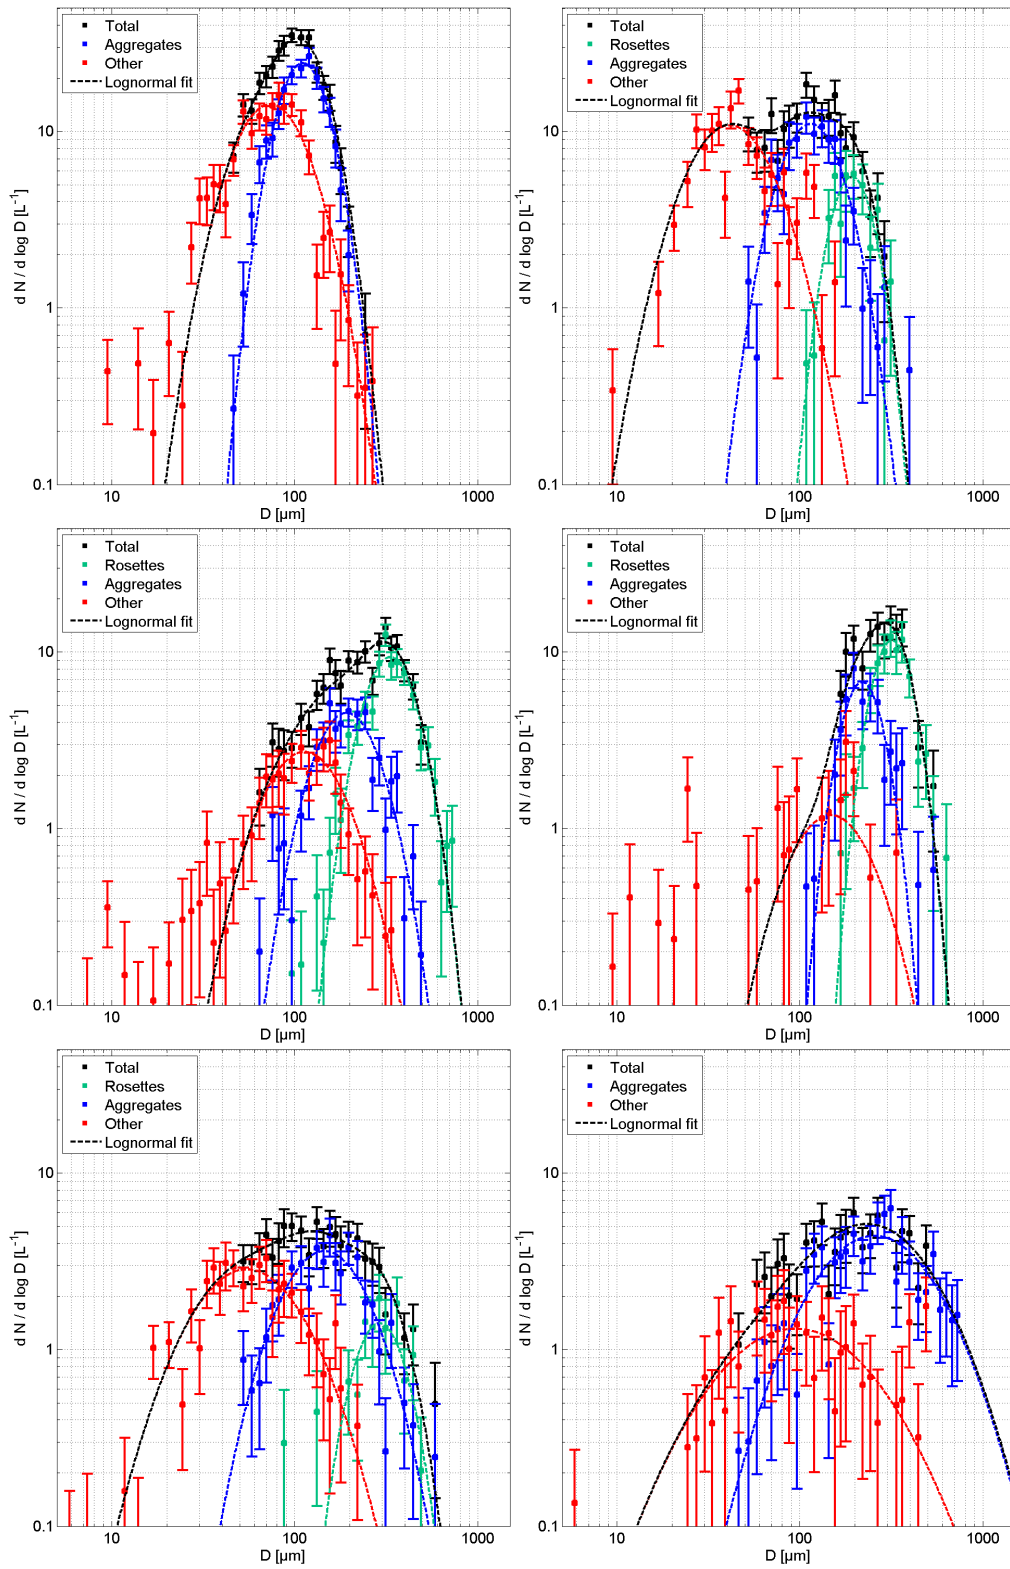 Total
Aggregates
Other
Lognormal fit
10
1
0.1
d N / d log D [L⁻¹]
10
100
1000
D [µm]
Total
Rosettes
Aggregates
Other
Lognormal fit
10
1
0.1
d N / d log D [L⁻¹]
10
100
1000
D [µm]
Total
Rosettes
Aggregates
Other
Lognormal fit
10
1
0.1
d N / d log D [L⁻¹]
10
100
1000
D [µm]
Total
Rosettes
Aggregates
Other
Lognormal fit
10
1
0.1
d N / d log D [L⁻¹]
10
100
1000
D [µm]
Total
Rosettes
Aggregates
Other
Lognormal fit
10
1
0.1
d N / d log D [L⁻¹]
10
100
1000
D [µm]
Total
Aggregates
Other
Lognormal fit
10
1
0.1
d N / d log D [L⁻¹]
10
100
1000
D [µm]